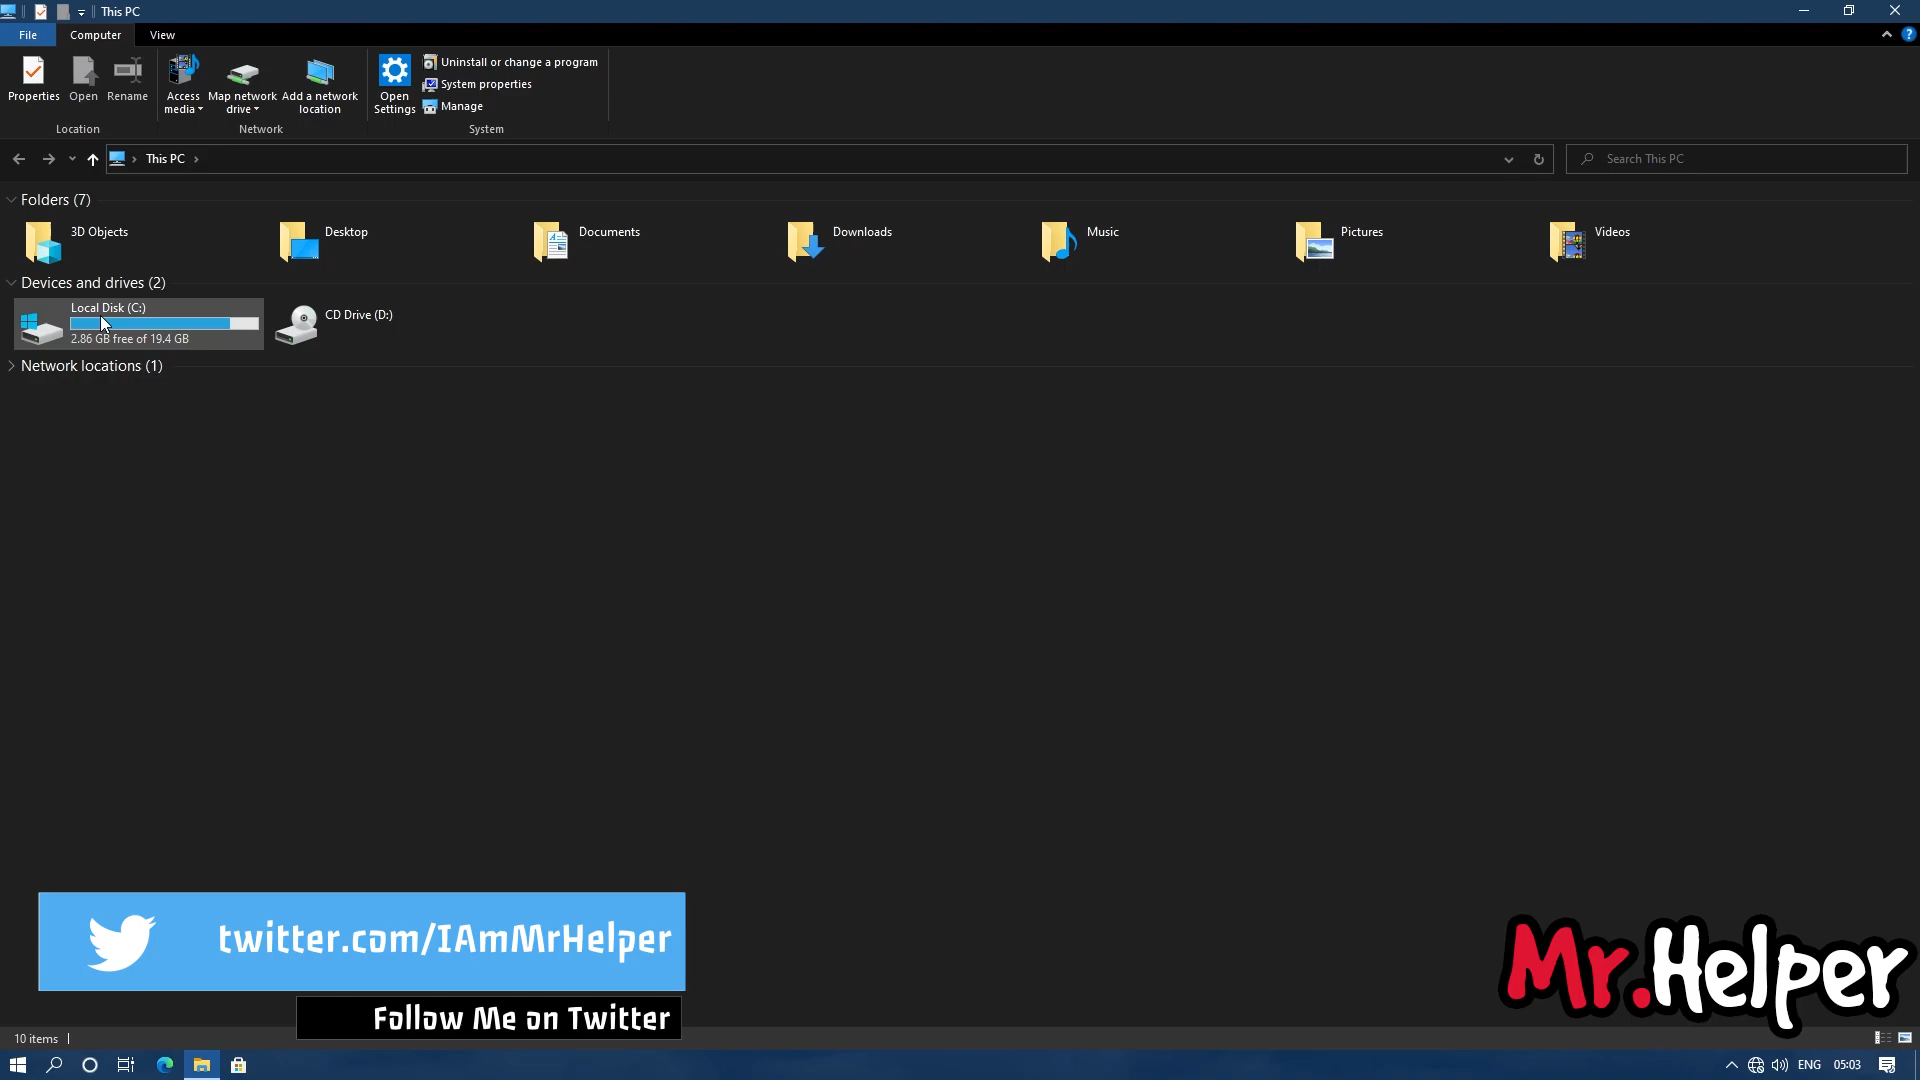 This PC
File
Computer
View
Properties
Open
Rename
Access media
Map network drive
Add a network location
Open Settings
Uninstall or change a program
System properties
Manage
Location
Network
System
This PC
Search This PC
Folders (7)
3D Objects
Desktop
Documents
Downloads
Music
Pictures
Videos
Devices and drives (2)
Local Disk (C:)
2.86 GB free of 19.4 GB
CD Drive (D:)
Network locations (1)
twitter.com/IAmMrHelper
Follow Me on Twitter
Mr.Helper
10 items
ENG
05:03